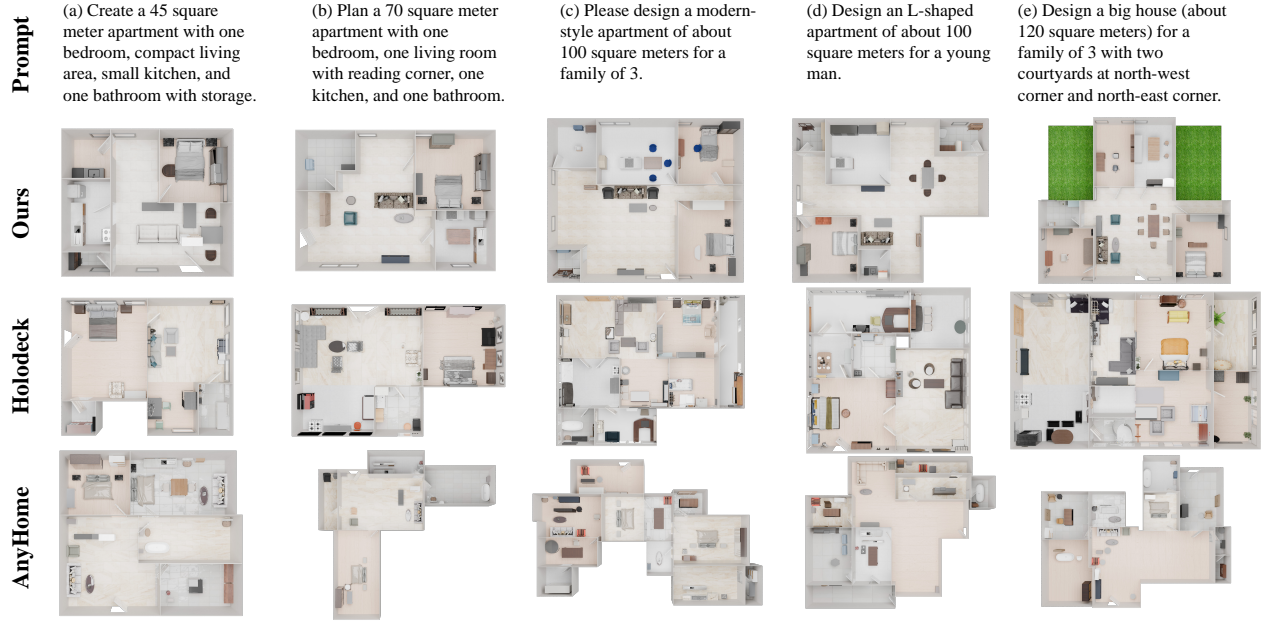 Prompt
(a) Create a 45 square
meter apartment with one
bedroom, compact living
area, small kitchen, and
one bathroom with storage.
(b) Plan a 70 square meter
apartment with one
bedroom, one living room
with reading corner, one
kitchen, and one bathroom.
(c) Please design a modern-
style apartment of about
100 square meters for a
family of 3.
(d) Design an L-shaped
apartment of about 100
square meters for a young
man.
(e) Design a big house (about
120 square meters) for a
family of 3 with two
courtyards at north-west
corner and north-east corner.
Ours
Holodeck
AnyHome